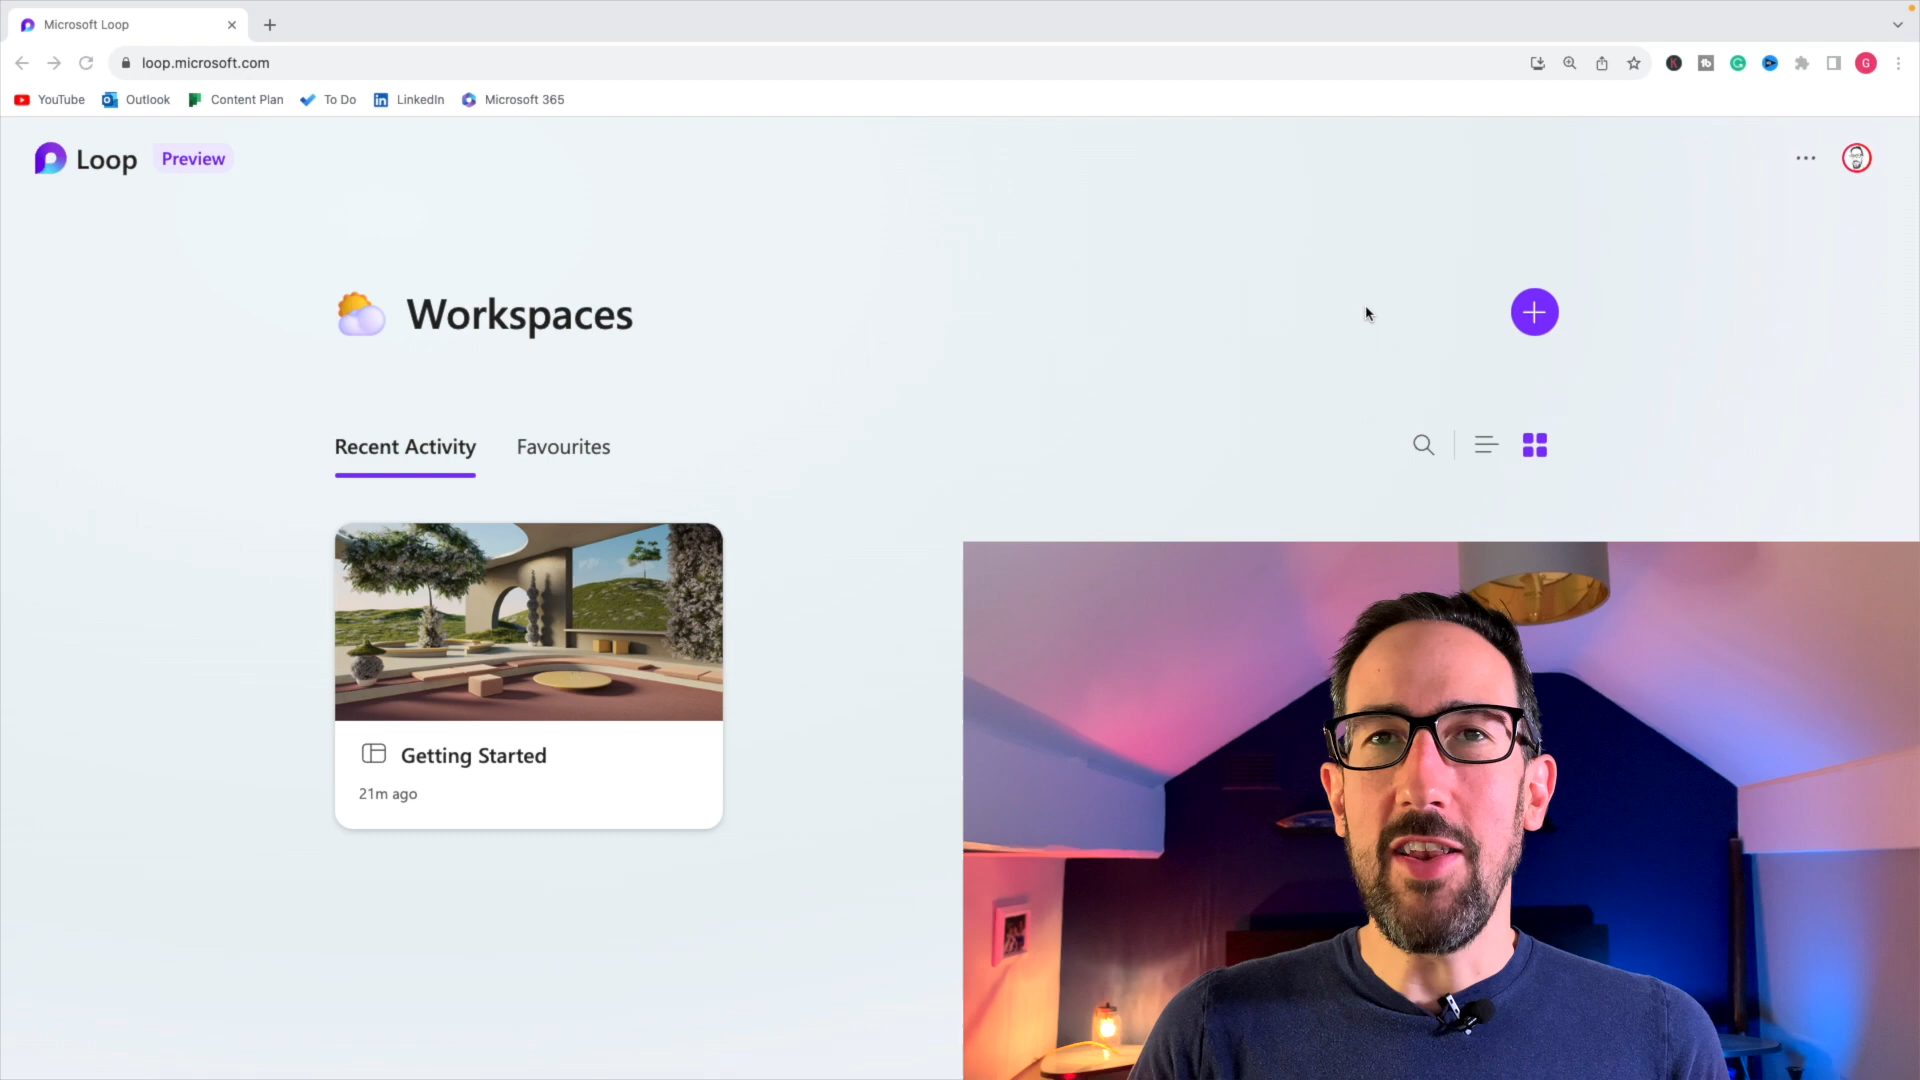 Microsoft Loop
loop.microsoft.com
G
YouTube Outlook Content Plan To Do LinkedIn Microsoft 365
Loop Preview
Workspaces
Recent Activity Favourites
Getting Started
21m ago